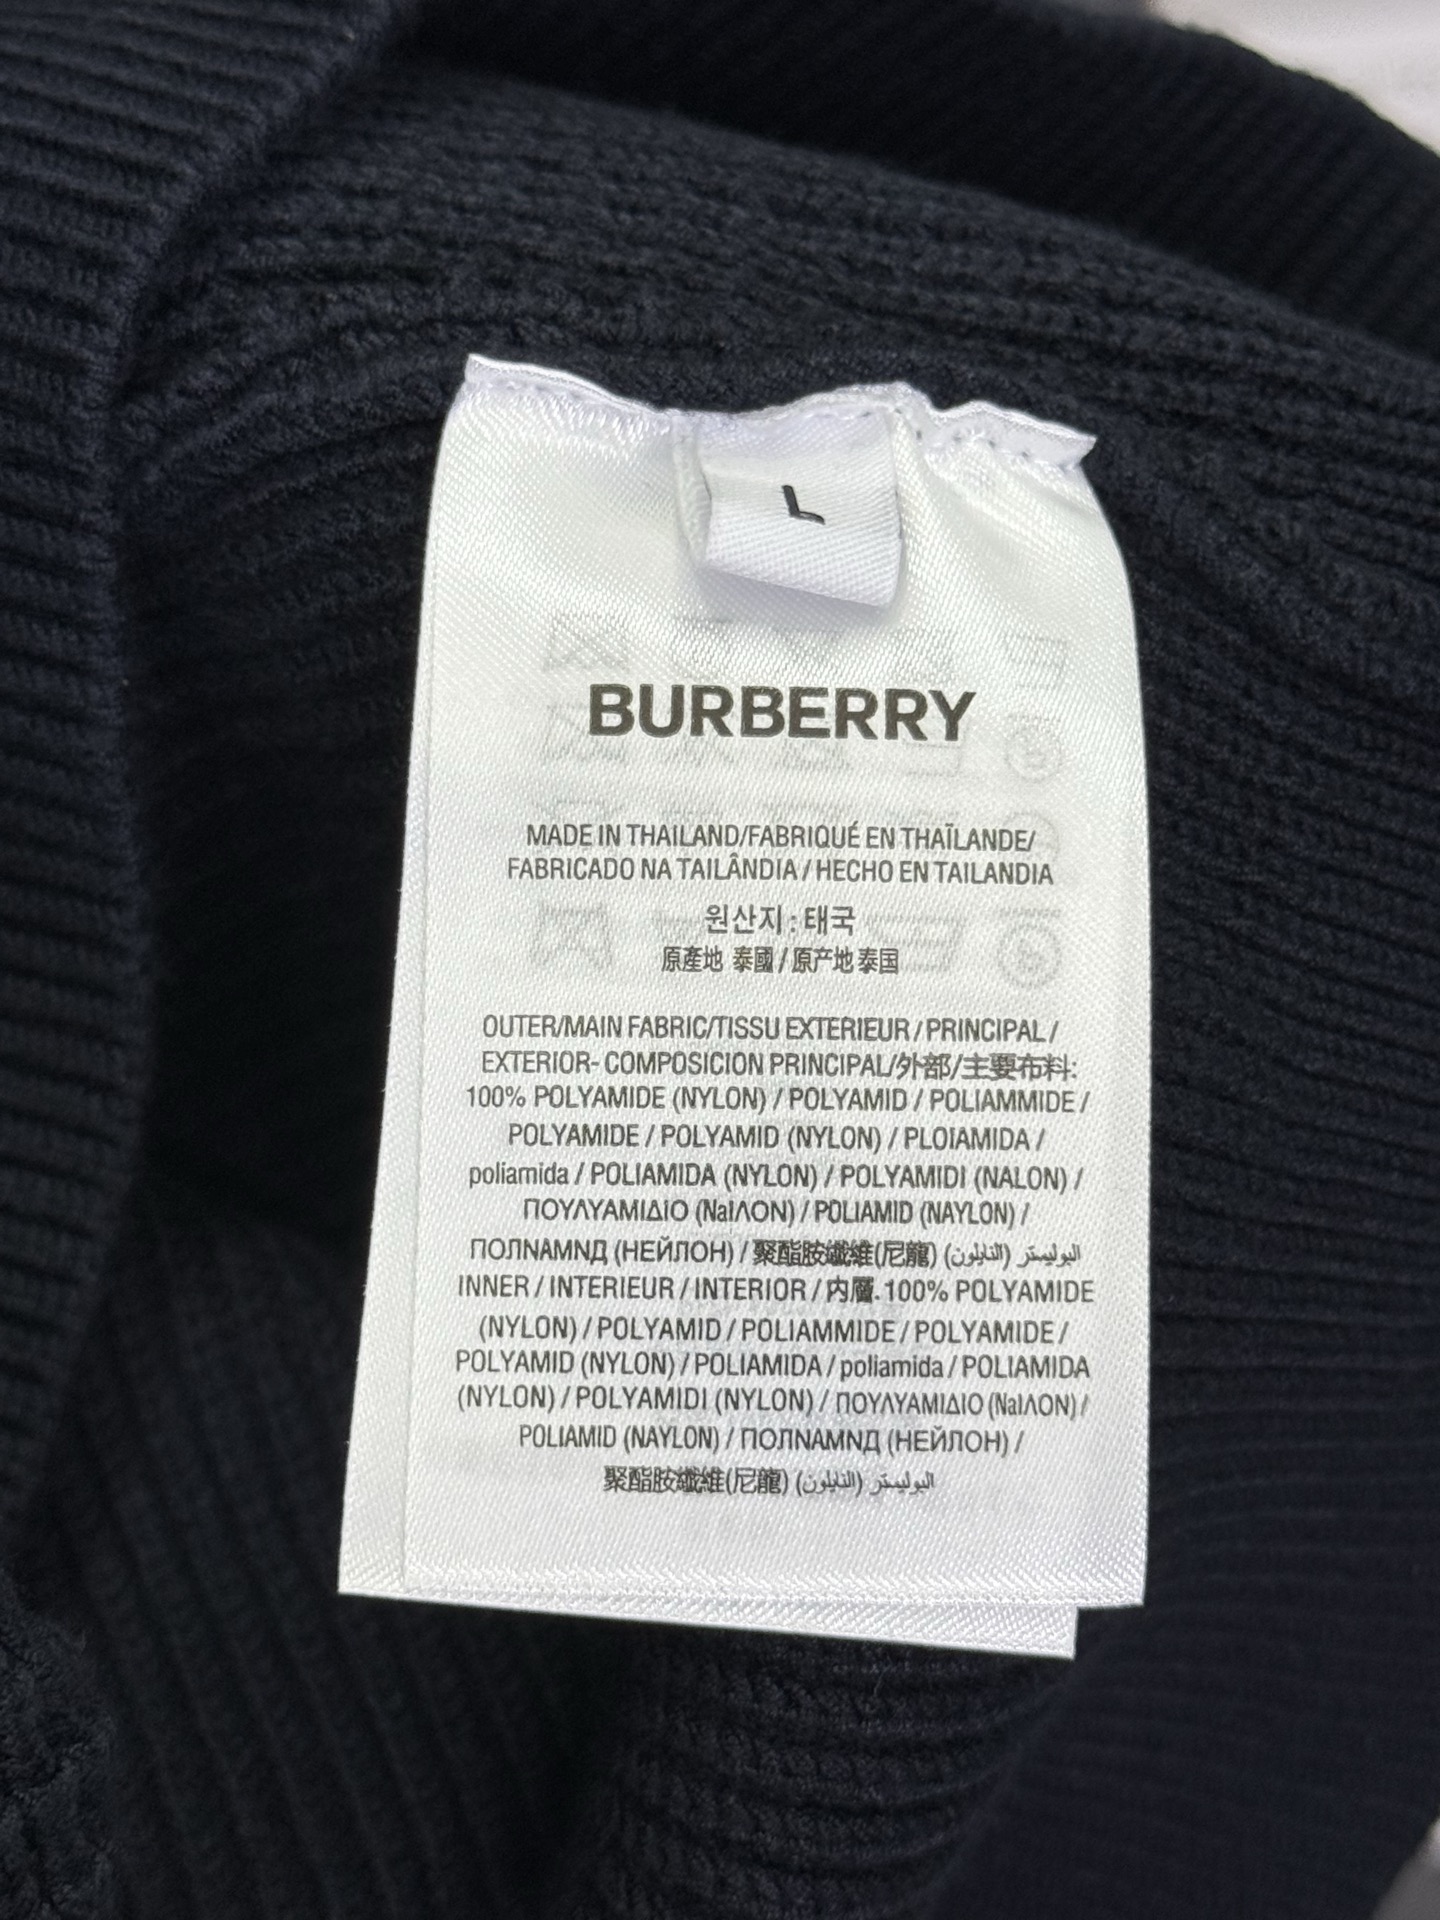 L
BURBERRY
MADE IN THAILAND/FABRIQUÉ EN THAÏLANDE/
FABRICADO NA TAILÂNDIA / HECHO EN TAILANDIA
원산지 : 태국
原產地 泰國 / 原产地 泰国
OUTER/MAIN FABRIC/TISSU EXTERIEUR / PRINCIPAL /
EXTERIOR- COMPOSICION PRINCIPAL/外部/主要布料:
100% POLYAMIDE (NYLON) / POLYAMID / POLIAMMIDE /
POLYAMIDE / POLYAMID (NYLON) / PLOIAMIDA /
poliamida / POLIAMIDA (NYLON) / POLYAMIDI (NALON) /
ΠΟΥΛΥΑΜΙΔΙΟ (NaIΛON) / POLIAMID (NAYLON) /
ПОЛNAMNД (НЕЙЛОН) / 聚酯胺纖維(尼龍) البوليستر (النايلون)
INNER / INTERIEUR / INTERIOR / 内層. 100% POLYAMIDE
(NYLON) / POLYAMID / POLIAMMIDE / POLYAMIDE /
POLYAMID (NYLON) / POLIAMIDA / poliamida / POLIAMIDA
(NYLON) / POLYAMIDI (NYLON) / ΠΟΥΛΥΑΜΙΔΙΟ (NaIΛON) /
POLIAMID (NAYLON) / ПОЛNAMNД (НЕЙЛОН) /
聚酯胺纖維(尼龍) البوليستر (النايلون)